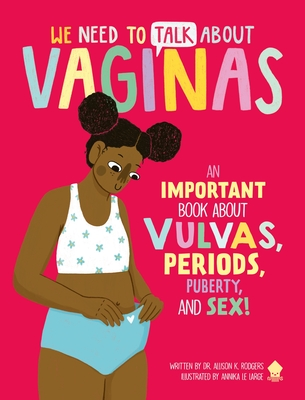 WE NEED TO TALK ABOUT
VAGINAS
AN
IMPORTANT
BOOK ABOUT
VULVAS,
PERIODS,
PUBERTY,
AND SEX!
WRITTEN BY DR. ALLISON K. RODGERS
ILLUSTRATED BY ANNIKA LE LARGE